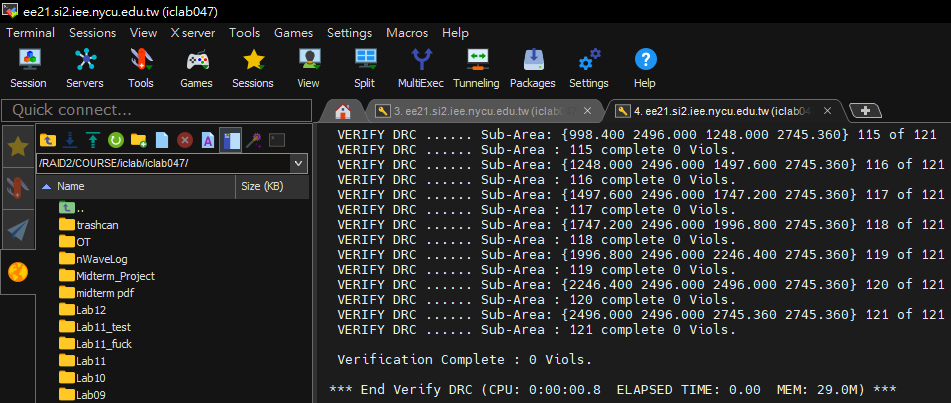 ee21.si2.iee.nycu.edu.tw (iclab047)
Terminal Sessions View X server Tools Games Settings Macros Help
Session Servers Tools Games Sessions View Split MultiExec Tunneling Packages Settings Help
Quick connect...
3. ee21.si2.iee.nycu.edu.tw (iclab0
4. ee21.si2.iee.nycu.edu.tw (iclab04
/RAID2/COURSE/iclab/iclab047/
Name Size (KB)
..
trashcan
OT
nWaveLog
Midterm_Project
midterm pdf
Lab12
Lab11_test
Lab11_fuck
Lab11
Lab10
Lab09
VERIFY DRC ...... Sub-Area: {998.400 2496.000 1248.000 2745.360} 115 of 121
VERIFY DRC ...... Sub-Area : 115 complete 0 Viols.
VERIFY DRC ...... Sub-Area: {1248.000 2496.000 1497.600 2745.360} 116 of 121
VERIFY DRC ...... Sub-Area : 116 complete 0 Viols.
VERIFY DRC ...... Sub-Area: {1497.600 2496.000 1747.200 2745.360} 117 of 121
VERIFY DRC ...... Sub-Area : 117 complete 0 Viols.
VERIFY DRC ...... Sub-Area: {1747.200 2496.000 1996.800 2745.360} 118 of 121
VERIFY DRC ...... Sub-Area : 118 complete 0 Viols.
VERIFY DRC ...... Sub-Area: {1996.800 2496.000 2246.400 2745.360} 119 of 121
VERIFY DRC ...... Sub-Area : 119 complete 0 Viols.
VERIFY DRC ...... Sub-Area: {2246.400 2496.000 2496.000 2745.360} 120 of 121
VERIFY DRC ...... Sub-Area : 120 complete 0 Viols.
VERIFY DRC ...... Sub-Area: {2496.000 2496.000 2745.360 2745.360} 121 of 121
VERIFY DRC ...... Sub-Area : 121 complete 0 Viols.
Verification Complete : 0 Viols.
*** End Verify DRC (CPU: 0:00:00.8 ELAPSED TIME: 0.00 MEM: 29.0M) ***